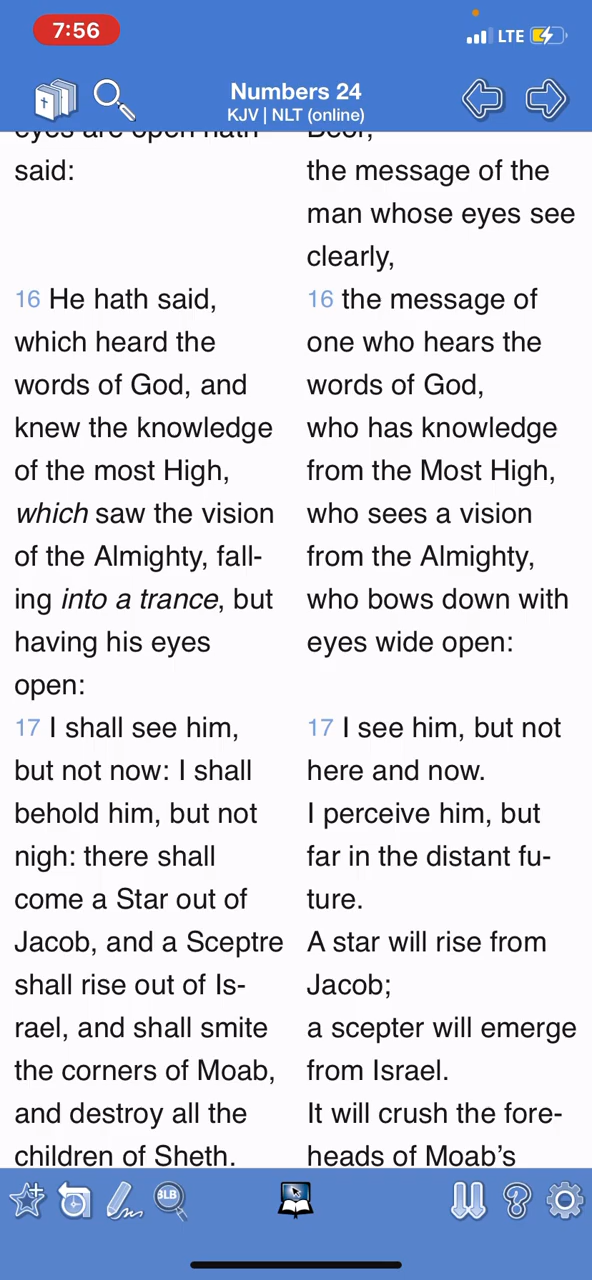 7:56
LTE
Numbers 24
KJV | NLT (online)
eyes are open hath
said:
16 He hath said,
which heard the
words of God, and
knew the knowledge
of the most High,
which saw the vision
of the Almighty, fall-
ing into a trance, but
having his eyes
open:
17 I shall see him,
but not now: I shall
behold him, but not
nigh: there shall
come a Star out of
Jacob, and a Sceptre
shall rise out of Is-
rael, and shall smite
the corners of Moab,
and destroy all the
children of Sheth.
Beor,
the message of the
man whose eyes see
clearly,
16 the message of
one who hears the
words of God,
who has knowledge
from the Most High,
who sees a vision
from the Almighty,
who bows down with
eyes wide open:
17 I see him, but not
here and now.
I perceive him, but
far in the distant fu-
ture.
A star will rise from
Jacob;
a scepter will emerge
from Israel.
It will crush the fore-
heads of Moab’s
BLB